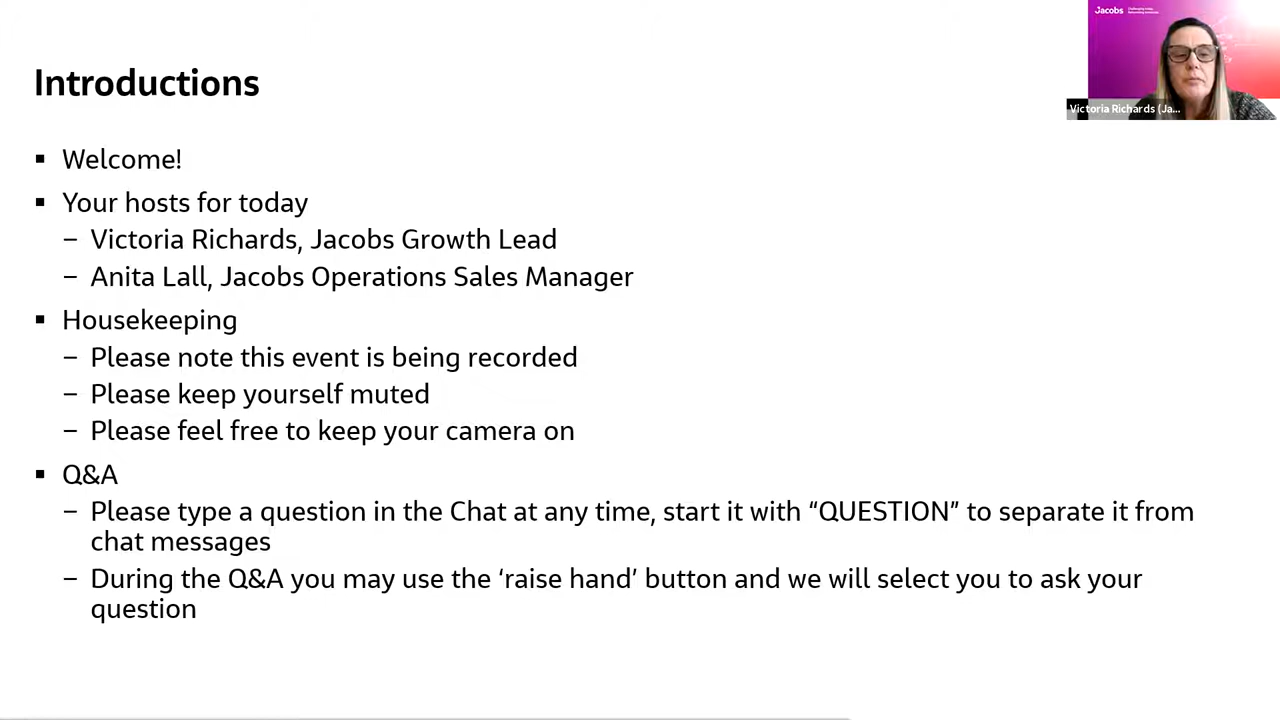 Jacobs
Introductions
Victoria Richards (Ja...
▪ Welcome!
▪ Your hosts for today
– Victoria Richards, Jacobs Growth Lead
– Anita Lall, Jacobs Operations Sales Manager
▪ Housekeeping
– Please note this event is being recorded
– Please keep yourself muted
– Please feel free to keep your camera on
▪ Q&A
– Please type a question in the Chat at any time, start it with “QUESTION” to separate it from
chat messages
– During the Q&A you may use the ‘raise hand’ button and we will select you to ask your
question